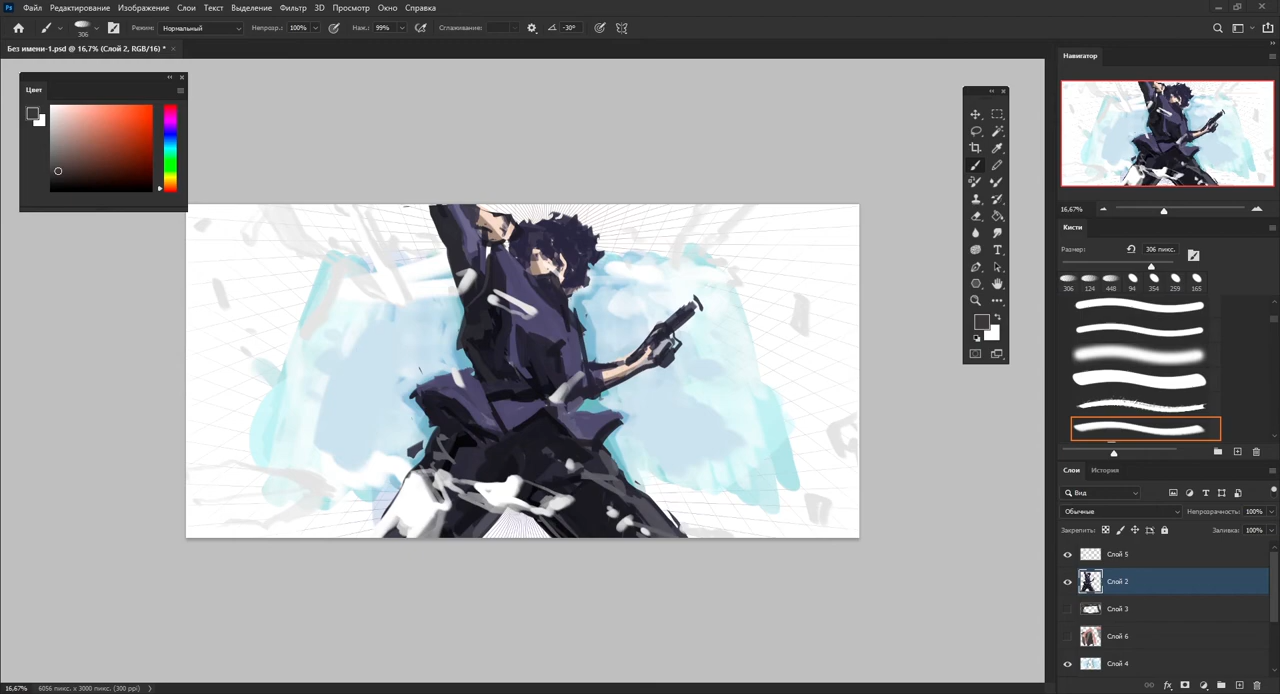 Ps Файл Редактирование Изображение Слои Текст Выделение Фильтр 3D Просмотр Окно Справка
306 Режим: Нормальный Непрозр.: 100% Наж.: 99% Сглаживание: -30°
Без имени-1.psd @ 16,7% (Слой 2, RGB/16) *
Навигатор
Цвет
16,67%
Кисти
Размер: 306 пикс.
306 124 448 94 354 259 165
Слои История
Вид
Обычные Непрозрачность: 100%
Закрепить: Заливка: 100%
Слой 5
Слой 2
Слой 3
Слой 6
Слой 4
16,67% 6056 пикс. x 3000 пикс. (300 ppi)